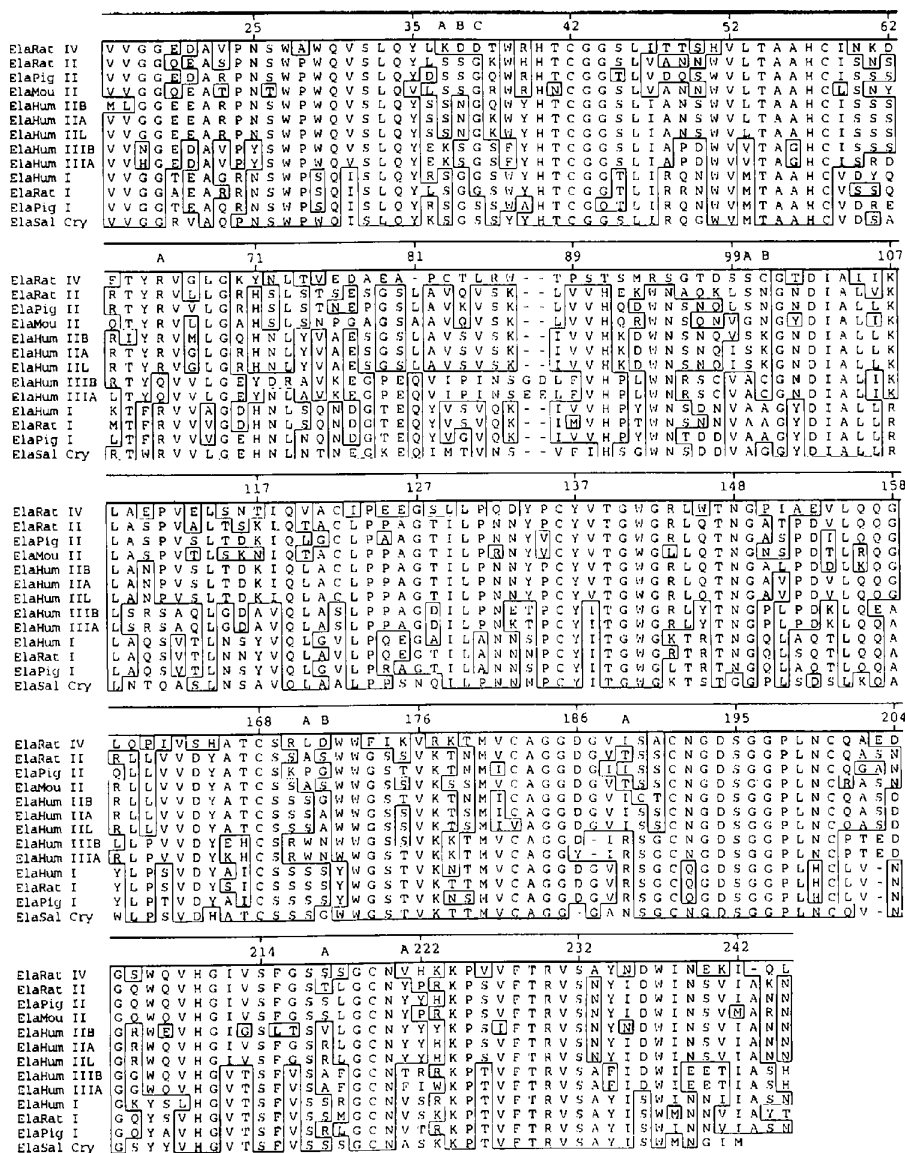 25 35 A B C 42 52 62
ElaRat IV V V G G E D A V P N S W A W Q V S L Q Y L K D D T W R H T C G G S L I T T S H V L T A A H C I N K D
ElaRat II V V G G Q E A S P N S W P W Q V S L Q Y L S S G K W H H T C G G S L V A N N W V L T A A H C I S N S
ElaPig II V V G G E D A R P N S W P W Q V S L Q Y D S S G Q W R H T C G G T L V D Q S W V L T A A H C I S S S
ElaMou II V V G G Q E A T P N T W P W Q V S L Q V L S S G R W R H N C G G S L V A N N W V L T A A H C L S N Y
ElaHum IIB M L G G E E A R P N S W P W Q V S L Q Y S S N G Q W Y H T C G G S L I A N S W V L T A A H C I S S S
ElaHum IIA V V G G E E A R P N S W P W Q V S L Q Y S S N G K W Y H T C G G S L I A N S W V L T A A H C I S S S
ElaHum IIL V V G G E E A R P N S W P W Q V S L Q Y S S N G K W Y H T C G G S L I A N S W V L T A A H C I S S S
ElaHum IIIB V V N G E D A V P Y S W P W Q V S L Q Y E K S G S F Y H T C G G S L I A P D W V V T A G H C I S S S
ElaHum IIIA V V H G E D A V P Y S W P W Q V S L Q Y E K S G S F Y H T C G G S L I A P D W V V T A G H C I S R D
ElaHum I V V G G T E A G R N S W P S Q I S L Q Y R S G G S W Y H T C G G T L I R Q N W V M T A A H C V D Y Q
ElaRat I V V G G A E A R R N S W P S Q I S L Q Y L S G G S W Y H T C G G T L I R R N W V M T A A H C V S S Q
ElaPig I V V G G T E A Q R N S W P S Q I S L Q Y R S G S S W A H T C G G T L I R Q N W V M T A A H C V D R E
ElaSal Cry V V G G R V A Q P N S W P W Q I S L Q Y K S G S S Y Y H T C G G S L I R Q G W V M T A A H C V D S A
A 71 81 89 99 A B 107
ElaRat IV F T Y R V G L G K Y N L T V E D A E A - P C T L R W - - T P S T S M R S G T D S S C G T D I A I I K
ElaRat II R T Y R V L L G R H S L S T S E S G S L A V Q V S K - - L V V H E K W N A Q K L S N G N D I A L V K
ElaPig II R T Y R V V L G R H S L S T N E P G S L A V K V S K - - L V V H Q D W N S N Q L S N G N D I A L L K
ElaMou II Q T Y R V L L G A H S L S N P G A G S A A V Q V S K - - L V V H Q R W N S Q N V G N G Y D I A L I K
ElaHum IIB R I Y R V M L G Q H N L Y V A E S G S L A V S V S K - - I V V H K D W N S N Q V S K G N D I A L L K
ElaHum IIA R T Y R V G L G R H N L Y V A E S G S L A V S V S K - - I V V H K D W N S N Q I S K G N D I A L L K
ElaHum IIL R T Y R V G L G R H N L Y V A E S G S L A V S V S K - - I V V H K D W N S N Q I S K G N D I A L L K
ElaHum IIIB R T Y Q V V L G E Y D R A V K E G P E Q V I P I N S G D L F V H P L W N R S C V A C G N D I A L I K
ElaHum IIIA L T Y Q V V L G E Y N L A V K E G P E Q V I P I N S E E L F V H P L W N R S C V A C G N D I A L I K
ElaHum I K T F R V V A G D H N L S Q N D G T E Q Y V S V Q K - - I V V H P Y W N S D N V A A G Y D I A L L R
ElaRat I M T F R V V V G D H N L S Q N D G T E Q Y V S V Q K - - I M V H P T W N S N N V A A G Y D I A L L R
ElaPig I L T F R V V V G E H N L N Q N D G T E Q Y V G V Q K - - I V V H P Y W N T D D V A A G Y D I A L L R
ElaSal Cry R T W R V V L G E H N L N T N E G K E Q I M T V N S - - V F I H S G W N S D D V A G G Y D I A L L R
117 127 137 148 158
ElaRat IV L A E P V E L S N T I Q V A C I P E E G S L L P Q D Y P C Y V T G W G R L W T N G P I A E V L Q Q G
ElaRat II L A S P V A L T S K I Q T A C L P P A G T I L P N N Y P C Y V T G W G R L Q T N G A T P D V L Q Q G
ElaPig II L A S P V S L T D K I Q L G C L P A A G T I L P N N Y V C Y V T G W G R L Q T N G A S P D I L Q Q G
ElaMou II L A S P V T L S K N I Q T A C L P P A G T I L P R N Y V C Y V T G W G L L Q T N G N S P D T L R Q G
ElaHum IIB L A N P V S L T D K I Q L A C L P P A G T I L P N N Y P C Y V T G W G R L Q T N G A L P D D L K Q G
ElaHum IIA L A N P V S L T D K I Q L A C L P P A G T I L P N N Y P C Y V T G W G R L Q T N G A V P D V L Q Q G
ElaHum IIL L A N P V S L T D K I Q L A C L P P A G T I L P N N Y P C Y V T G W G R L Q T N G A V P D V L Q Q G
ElaHum IIIB L S R S A Q L G D A V Q L A S L P P A G D I L P N E T P C Y I T G W G R L Y T N G P L P D K L Q E A
ElaHum IIIA L S R S A Q L G D A V Q L A S L P P A G D I L P N K T P C Y I T G W G R L Y T N G P L P D K L Q Q A
ElaHum I L A Q S V T L N S Y V Q L G V L P Q E G A I L A N N S P C Y I T G W G K T R T N G Q L A Q T L Q Q A
ElaRat I L A Q S V T L N N Y V Q L A V L P Q E G T I L A N N N P C Y I T G W G R T R T N G Q L S Q T L Q Q A
ElaPig I L A Q S V T L N S Y V Q L G V L P R A G T I L A N N S P C Y I T G W G L T R T N G Q L A Q T L Q Q A
ElaSal Cry L N T Q A S L N S A V Q L A A L P P S N Q I L P N N N P C Y I T G W G K T S T G G P L S D S L K Q A
168 A B 176 186 A 195 204
ElaRat IV L Q P I V S H A T C S R L D W W F I K V R K T M V C A G G D G V I S A C N G D S G G P L N C Q A E D
ElaRat II R L L V V D Y A T C S S A S W W G S S V K T N M V C A G G D G V T S S C N G D S G G P L N C Q A S N
ElaPig II Q L L V V D Y A T C S K P G W W G S T V K T N M I C A G G D G I I S S C N G D S G G P L N C Q G A N
ElaMou II R L L V V D Y A T C S S A S W W G S S V K S S M V C A G G D G V T S S C N G D S G G P L N C R A S N
ElaHum IIB R L L V V D Y A T C S S S G W W G S T V K T N M I C A G G D G V I C T C N G D S G G P L N C Q A S D
ElaHum IIA R L L V V D Y A T C S S S A W W G S S V K T S M I C A G G D G V I S S C N G D S G G P L N C Q A S D
ElaHum IIL R L L V V D Y A T C S S S A W W G S S V K T S M I V A G G D G V I S S C N G D S G G P L N C Q A S D
ElaHum IIIB L L P V V D Y E H C S R W N W W G S T V K K T M V C A G G D - I R S G C N G D S G G P L N C P T E D
ElaHum IIIA R L P V V D Y K H C S R W N W W G S T V K K T M V C A G G Y - I R S G C N G D S G G P L N C P T E D
ElaHum I Y L P S V D Y A I C S S S S Y W G S T V K N T M V C A G G D G V R S G C Q G D S G G P L H C L V - N
ElaRat I Y L P T V D Y S I C S S S S Y W G S T V K T T M V C A G G D G V R S G C Q G D S G G P L H C L V - N
ElaPig I Y L P T V D Y A I C S S S S Y W G S T V K N S M V C A G G D G V R S G C Q G D S G G P L H C L V - N
ElaSal Cry W L P S V D H A T C S S S G W W G S T V K T T M V C A G G - G A N S G C N G D S G G P L N C Q V - N
214 A A 222 232 242
ElaRat IV G S W Q V H G I V S F G S S S G C N V H K K P V V F T R V S A Y N D W I N E K I - Q L
ElaRat II G Q W Q V H G I V S F G S T L G C N Y P R K P S V F T R V S N Y I D W I N S V I A K N
ElaPig II G Q W Q V H G I V S F G S S L G C N Y Y H K P S V F T R V S N Y I D W I N S V I A N N
ElaMou II G Q W Q V H G I V S F G S S L G C N Y P R K P S V F T R V S N Y I D W I N S V M A R N
ElaHum IIB G R W E V H G I G S L T S V L G C N Y Y Y K P S I F T R V S N Y N D W I N S V I A N N
ElaHum IIA G R W Q V H G I V S F G S R L G C N Y Y H K P S V F T R V S N Y I D W I N S V I A N N
ElaHum IIL G R W Q V H G I V S F G S R L G C N Y Y H K P S V F T R V S N Y I D W I N S V I A N N
ElaHum IIIB G G W Q V H G V T S F V S A F G C N T R R K P T V F T R V S A F I D W I E E T I A S H
ElaHum IIIA G G W Q V H G V T S F V S A F G C N F I W K P T V F T R V S A F I D W I E E T I A S H
ElaHum I G K Y S L H G V T S F V S S R G C N V S R K P T V F T R V S A Y I S W I N N I I A S N
ElaRat I G Q Y S V H G V T S F V S S M G C N V S K K P T V F T R V S A Y I S W M N N V I A Y T
ElaPig I G Q Y A V H G V T S F V S R L G C N V T R K P T V F T R V S A Y I S W I N N V I A S N
ElaSal Cry G S Y Y V H G V T S F V S S S G C N A S K K P T V F T R V S A Y I S W M N G I M